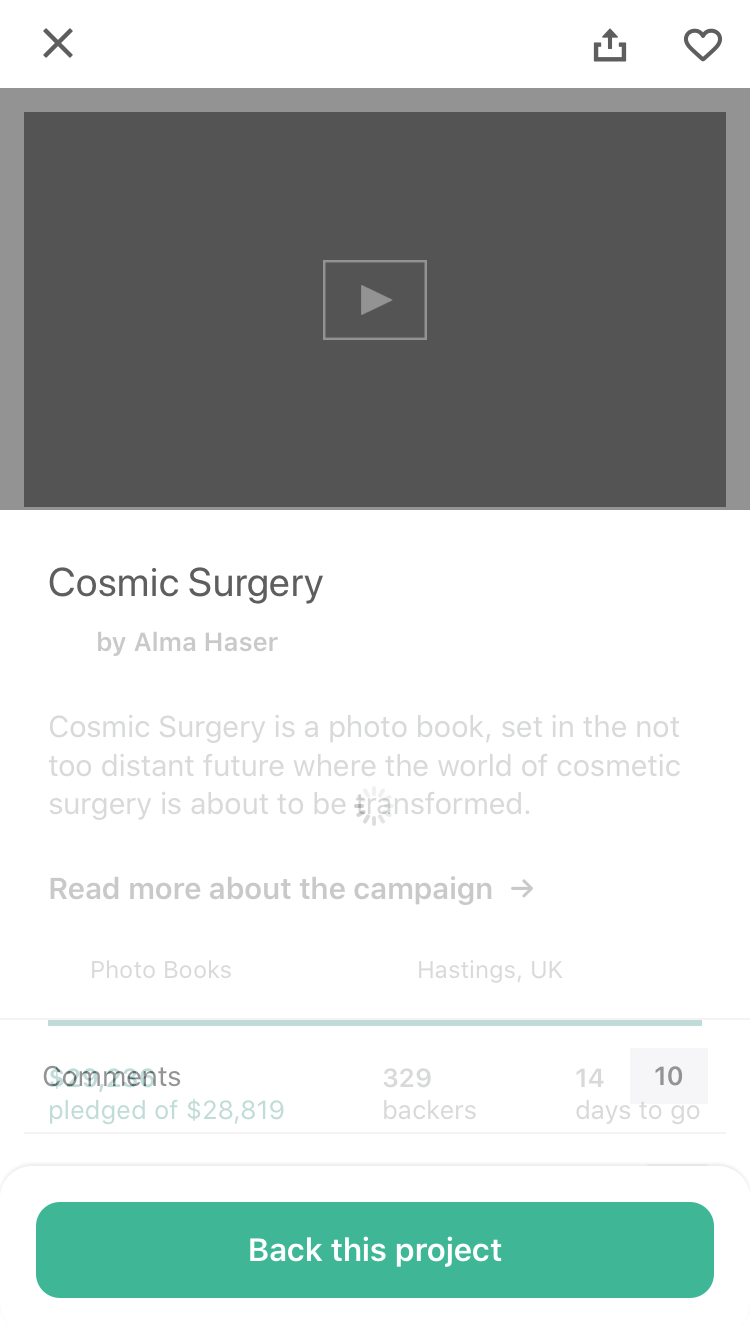 Cosmic Surgery
by Alma Haser
Cosmic Surgery is a photo book, set in the not
too distant future where the world of cosmetic
surgery is about to be transformed.
Read more about the campaign →
Photo Books
Hastings, UK
Comments
10
329
14
pledged of $28,819
backers
days to go
Back this project